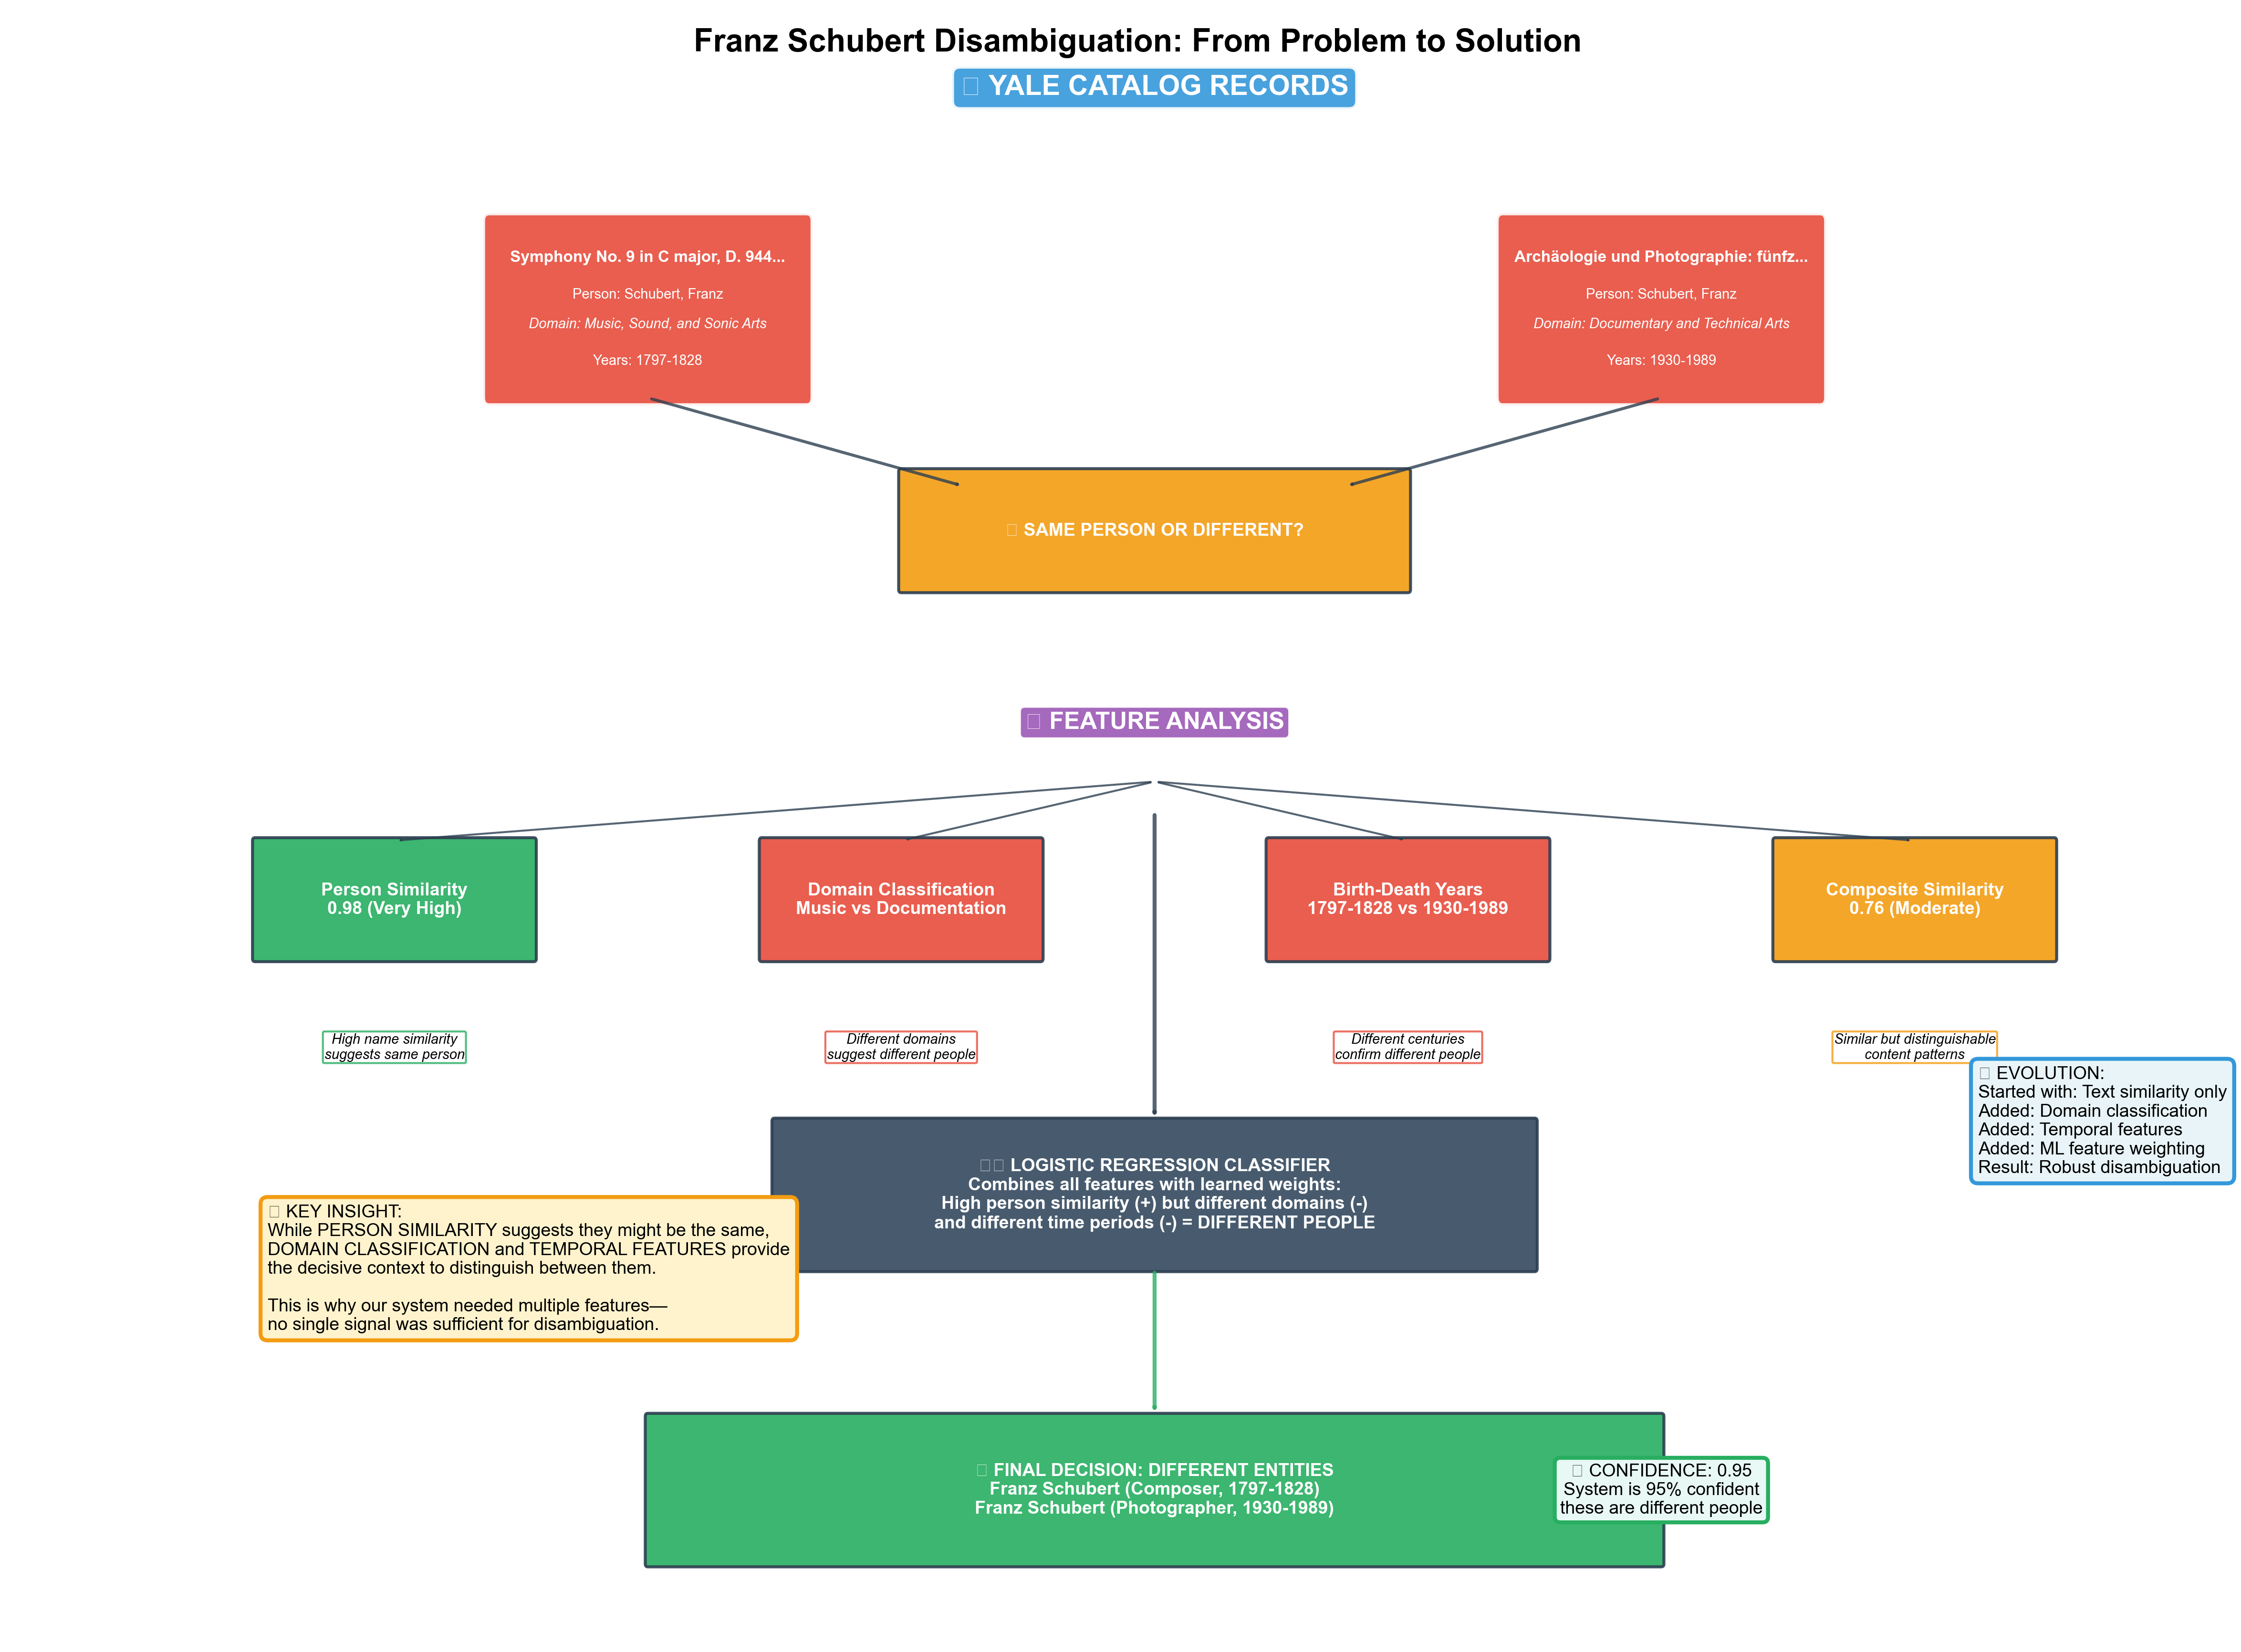 Franz Schubert Disambiguation: From Problem to Solution
YALE CATALOG RECORDS
Symphony No. 9 in C major, D. 944...
Person: Schubert, Franz
Domain: Music, Sound, and Sonic Arts
Years: 1797-1828
Archäologie und Photographie: fünfz...
Person: Schubert, Franz
Domain: Documentary and Technical Arts
Years: 1930-1989
SAME PERSON OR DIFFERENT?
FEATURE ANALYSIS
Person Similarity
0.98 (Very High)
Domain Classification
Music vs Documentation
Birth-Death Years
1797-1828 vs 1930-1989
Composite Similarity
0.76 (Moderate)
High name similarity
suggests same person
Different domains
suggest different people
Different centuries
confirm different people
Similar but distinguishable
content patterns
EVOLUTION:
Started with: Text similarity only
Added: Domain classification
Added: Temporal features
Added: ML feature weighting
Result: Robust disambiguation
LOGISTIC REGRESSION CLASSIFIER
Combines all features with learned weights:
High person similarity (+) but different domains (-)
and different time periods (-) = DIFFERENT PEOPLE
KEY INSIGHT:
While PERSON SIMILARITY suggests they might be the same,
DOMAIN CLASSIFICATION and TEMPORAL FEATURES provide
the decisive context to distinguish between them.
This is why our system needed multiple features—
no single signal was sufficient for disambiguation.
FINAL DECISION: DIFFERENT ENTITIES
Franz Schubert (Composer, 1797-1828)
Franz Schubert (Photographer, 1930-1989)
CONFIDENCE: 0.95
System is 95% confident
these are different people